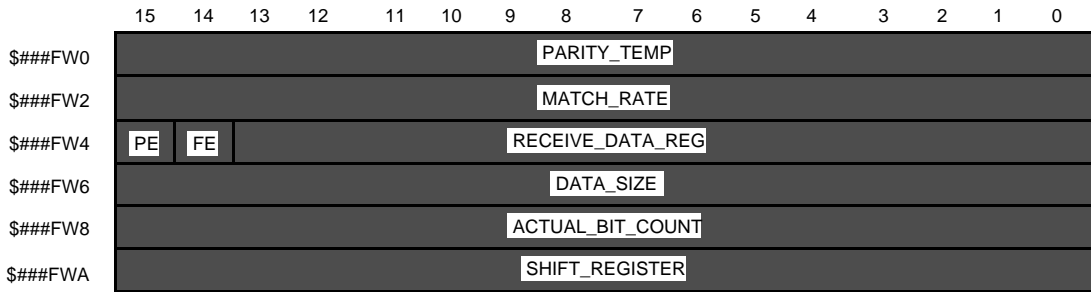 15 14 13 12 11 10 9 8 7 6 5 4 3 2 1 0
$###FW0 PARITY_TEMP
$###FW2 MATCH_RATE
$###FW4 PE FE RECEIVE_DATA_REG
$###FW6 DATA_SIZE
$###FW8 ACTUAL_BIT_COUNT
$###FWA SHIFT_REGISTER